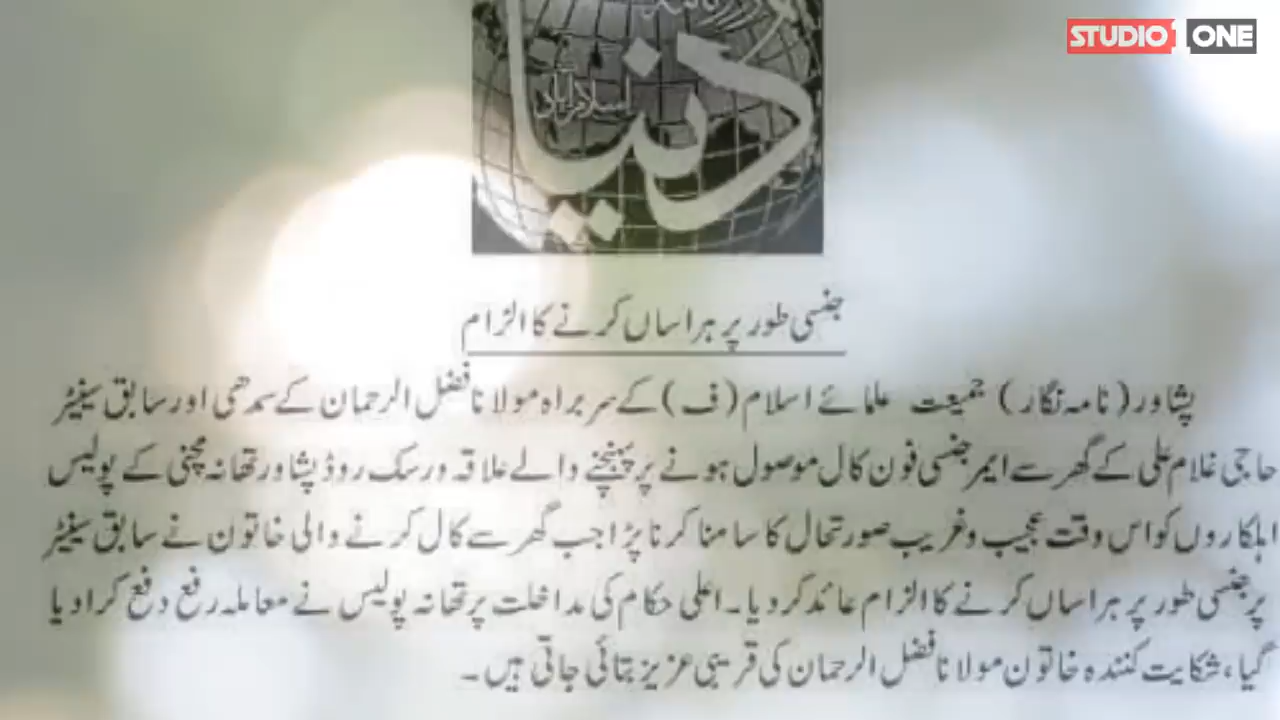 STUDIO ONE
روزنامہ
دنیا
اسلام آباد
جنسی طور پر ہراساں کرنے کا الزام
پشاور (نامہ نگار) جمیعت علمائے اسلام (ف) کے سربراہ مولانا فضل الرحمان کے سمدھی اور سابق سینیٹر
حاجی غلام علی کے گھر سے ایمرجنسی فون کال موصول ہونے پر پہنچنے والے علاقہ ورسک روڈ پشاور تھانہ مچنی کے پولیس
اہلکاروں کو اس وقت عجیب و غریب صورتحال کا سامنا کرنا پڑا جب گھر سے کال کرنے والی خاتون نے سابق سینیٹر
پر جنسی طور پر ہراساں کرنے کا الزام عائد کر دیا۔ اعلی حکام کی مداخلت پر تھانہ پولیس نے معاملہ رفع دفع کرا دیا
گیا، شکایت کنندہ خاتون مولانا فضل الرحمان کی قریبی عزیز بتائی جاتی ہیں۔